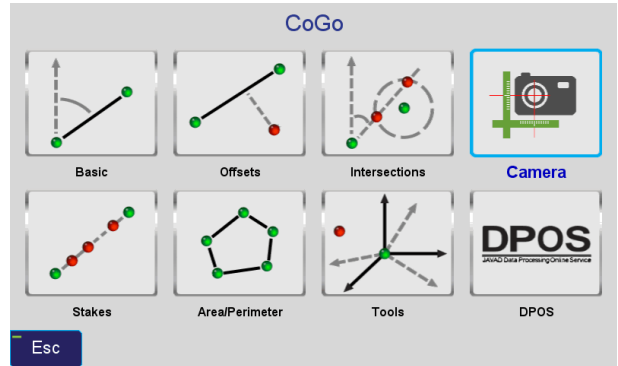 CoGo
Basic
Offsets
Intersections
Camera
DPOS
JAVAD Data Processing Online Service
Stakes
Area/Perimeter
Tools
DPOS
Esc